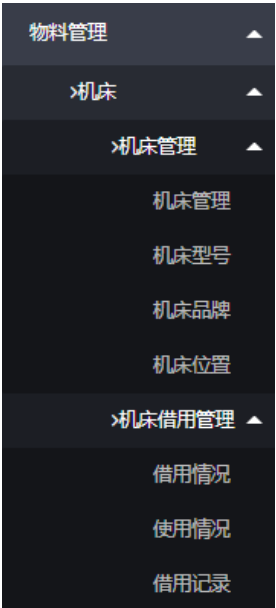 物料管理
>机床
>机床管理
机床管理
机床型号
机床品牌
机床位置
>机床借用管理
借用情况
使用情况
借用记录